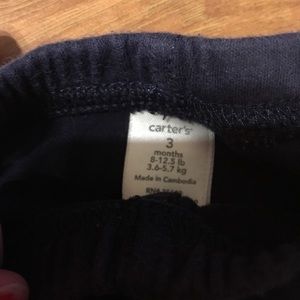 carter's
3
months
8-12.5 lb
3.6-5.7 kg
Made in Cambodia